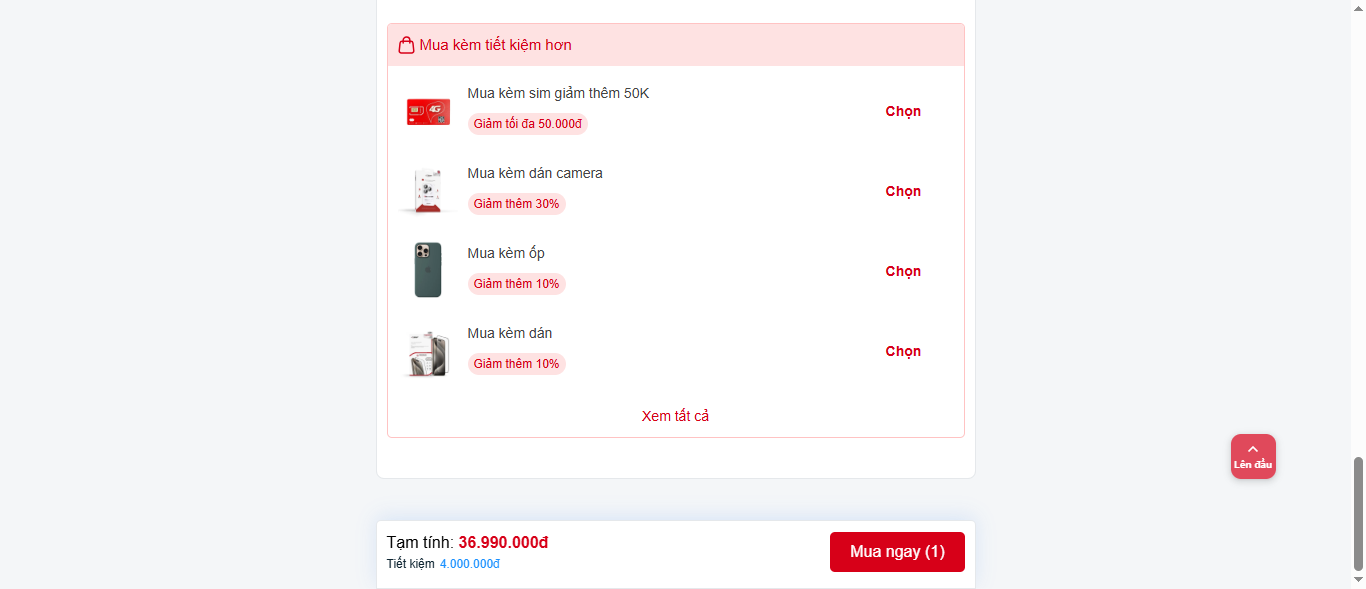 Mua kèm tiết kiệm hơn
Mua kèm sim giảm thêm 50K
Giảm tối đa 50.000đ
Chọn
Mua kèm dán camera
Giảm thêm 30%
Chọn
Mua kèm ốp
Giảm thêm 10%
Chọn
Mua kèm dán
Giảm thêm 10%
Chọn
Xem tất cả
Lên đầu
Tạm tính: 36.990.000đ
Tiết kiệm 4.000.000đ
Mua ngay (1)
4G